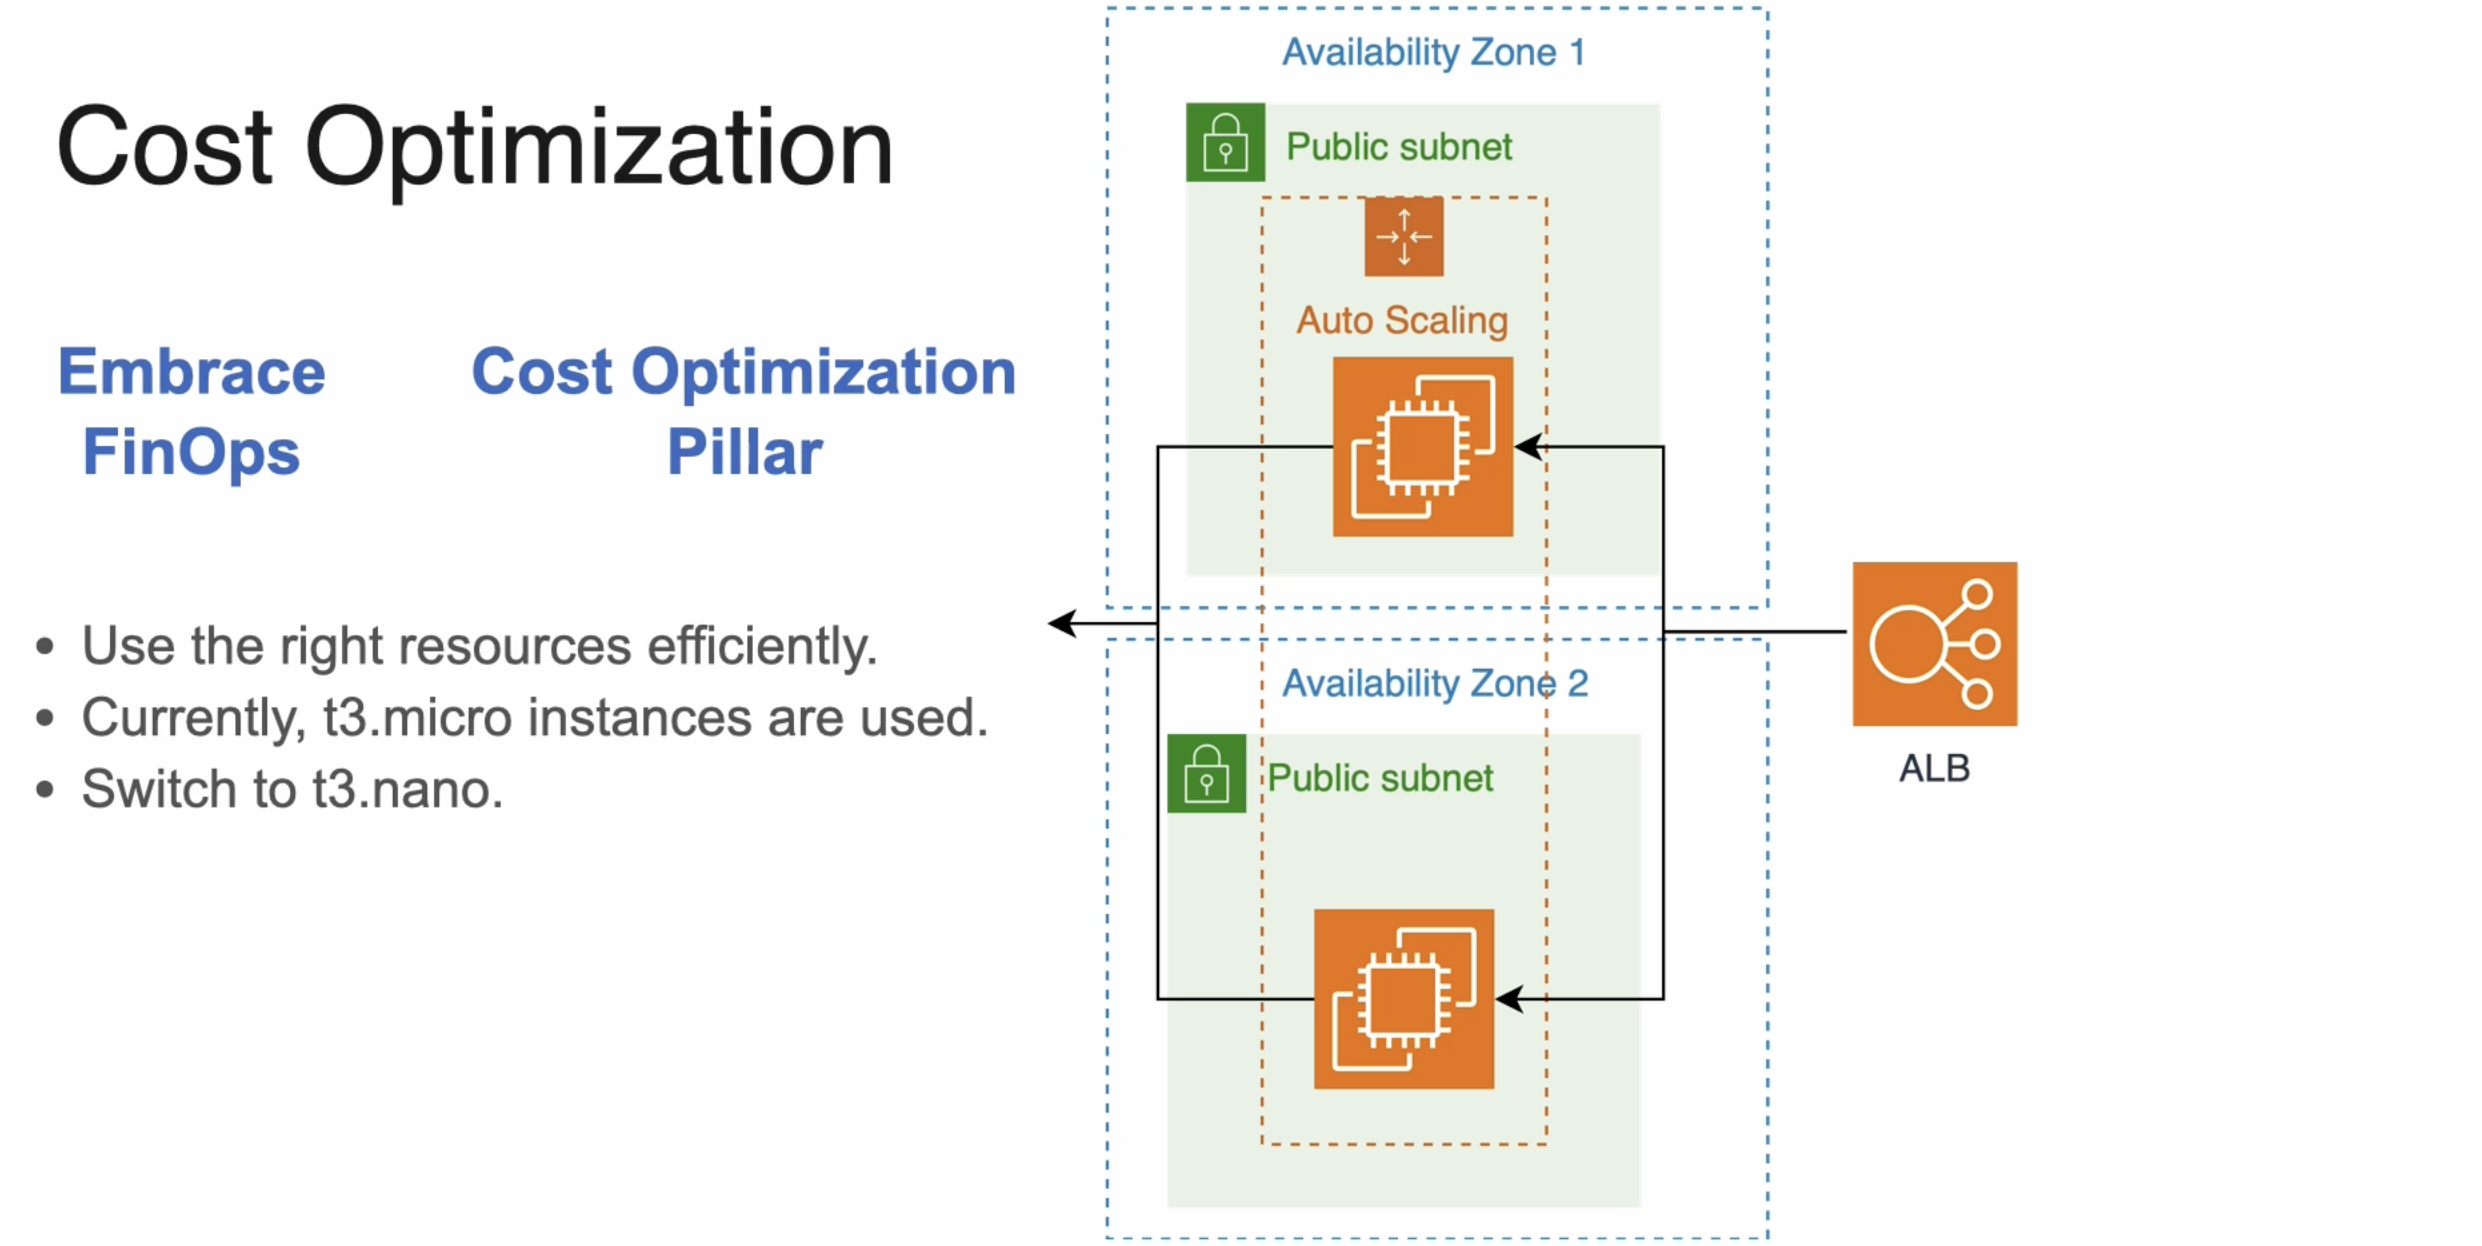 Cost Optimization
Embrace
FinOps
Cost Optimization
Pillar
• Use the right resources efficiently.
• Currently, t3.micro instances are used.
• Switch to t3.nano.
Availability Zone 1
Public subnet
Auto Scaling
Availability Zone 2
Public subnet
ALB